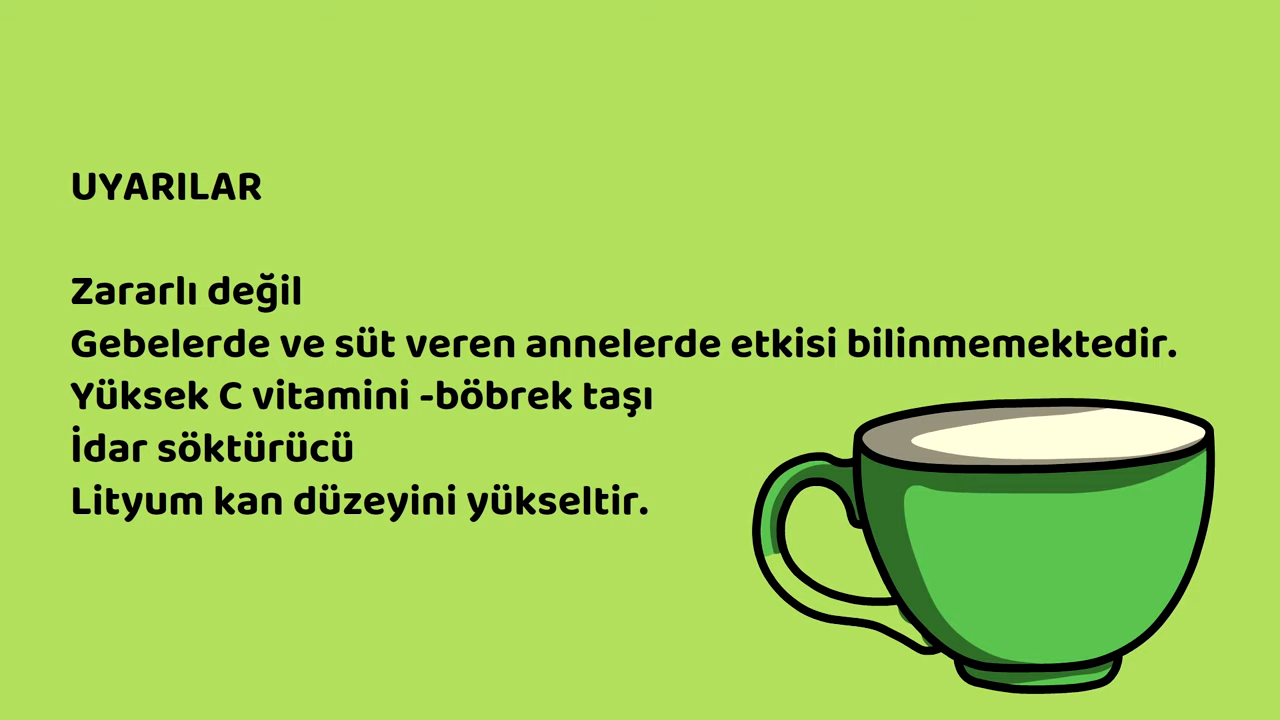 UYARILAR
Zararlı değil
Gebelerde ve süt veren annelerde etkisi bilinmemektedir.
Yüksek C vitamini -böbrek taşı
İdar söktürücü
Lityum kan düzeyini yükseltir.